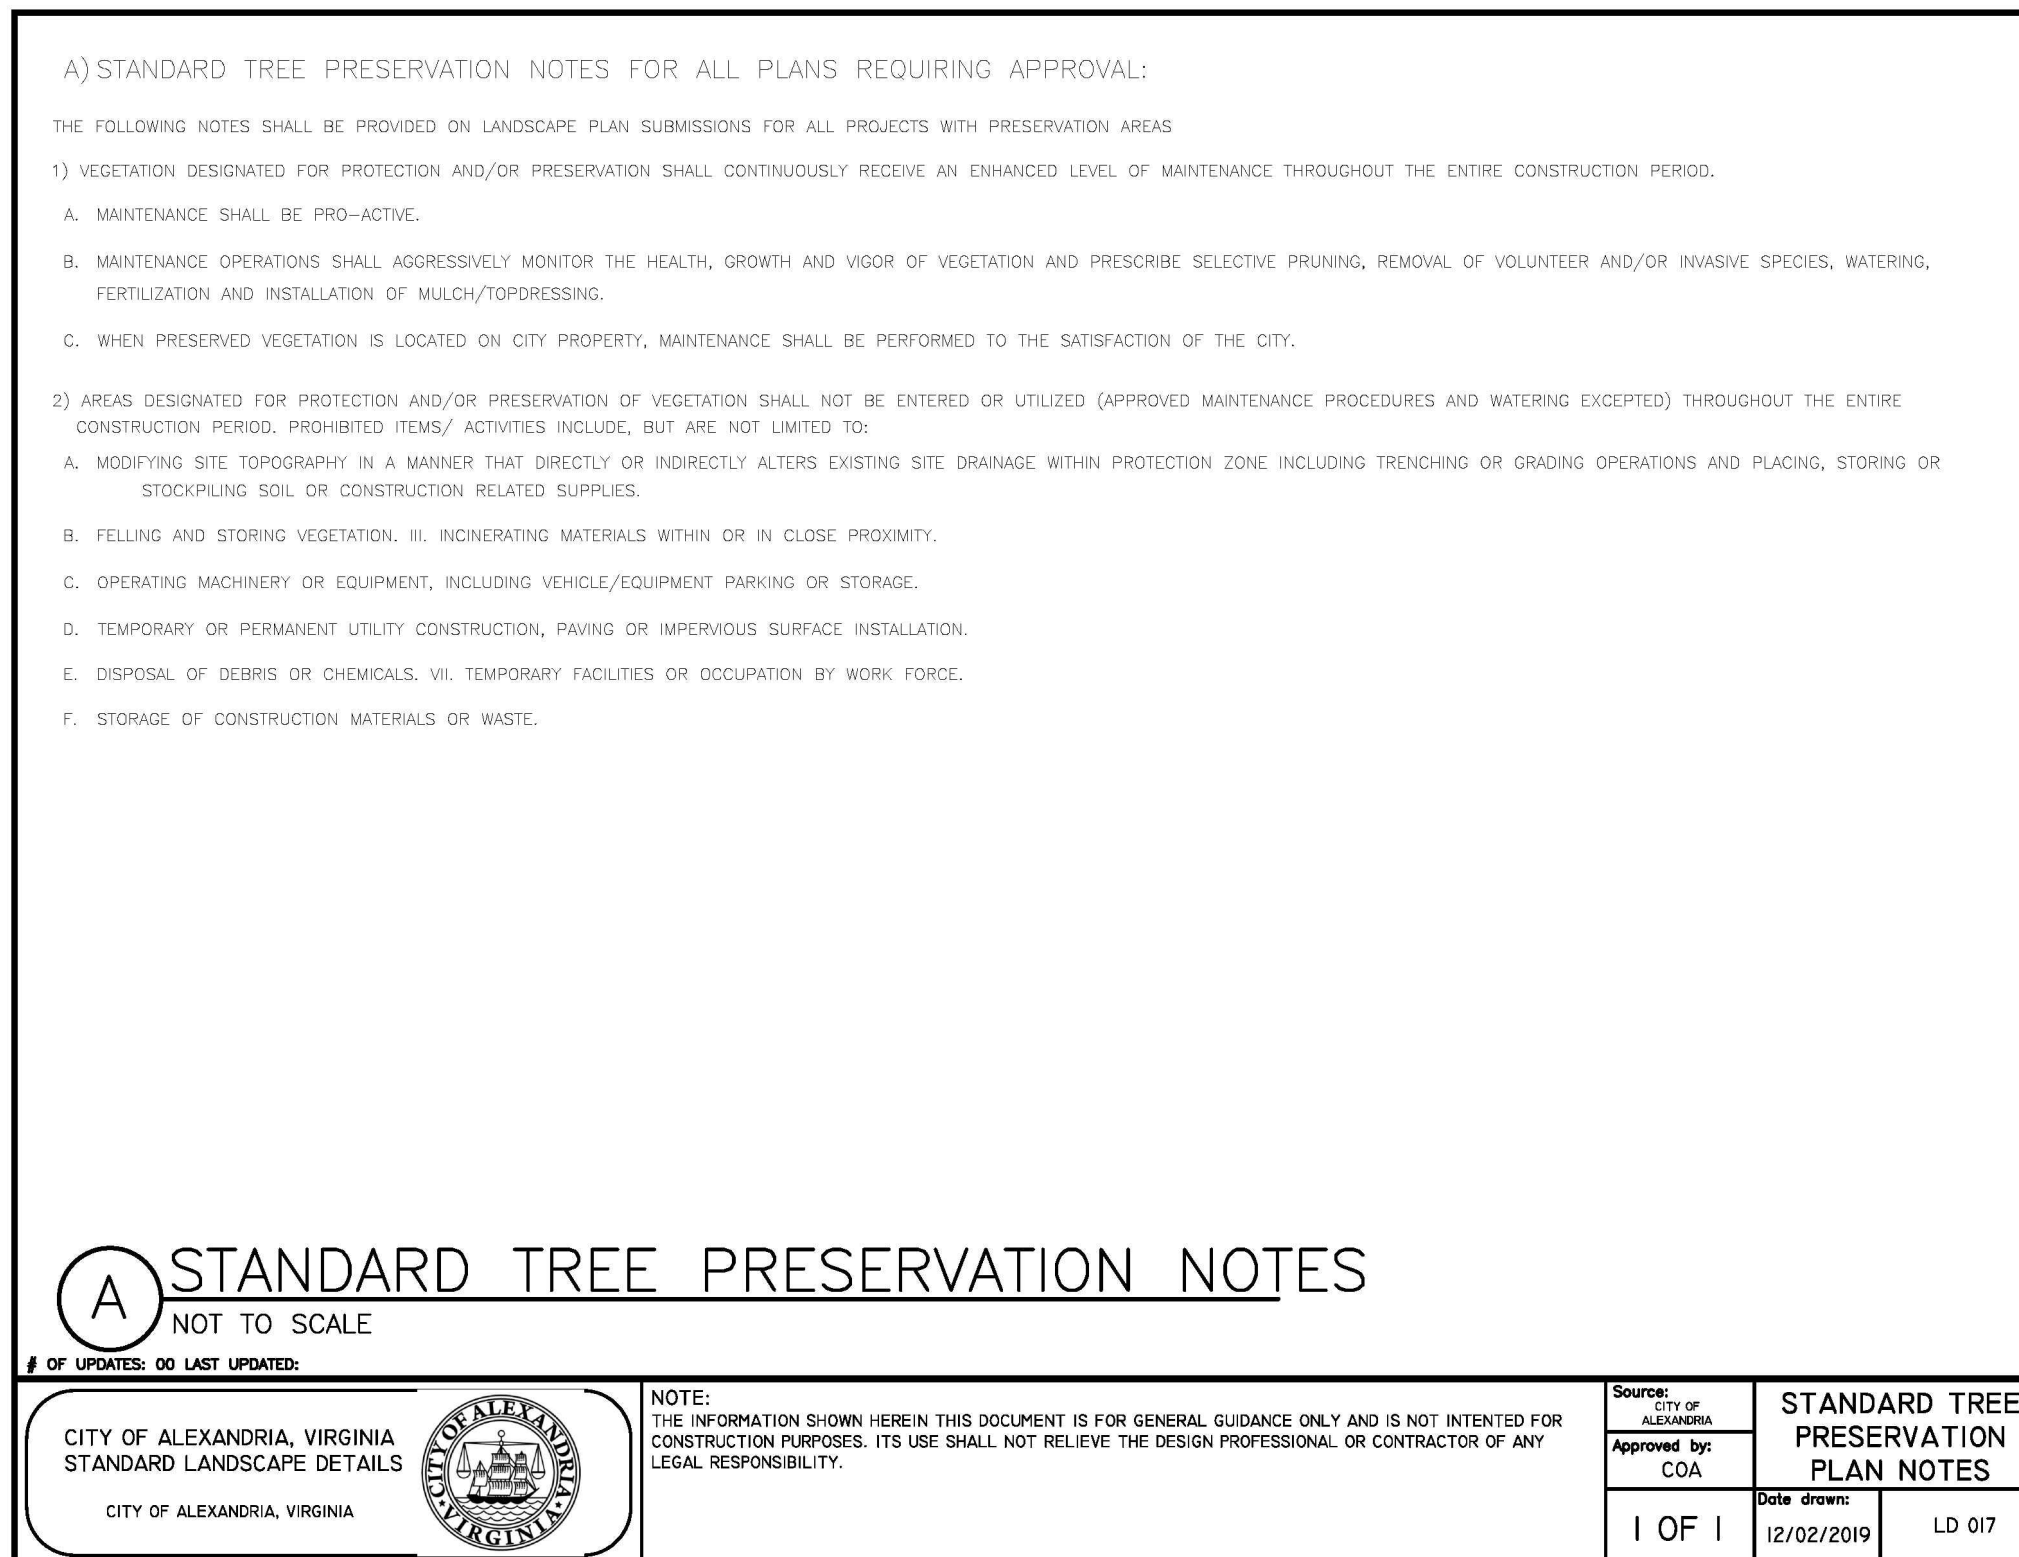 A) STANDARD TREE PRESERVATION NOTES FOR ALL PLANS REQUIRING APPROVAL:
THE FOLLOWING NOTES SHALL BE PROVIDED ON LANDSCAPE PLAN SUBMISSIONS FOR ALL PROJECTS WITH PRESERVATION AREAS
1) VEGETATION DESIGNATED FOR PROTECTION AND/OR PRESERVATION SHALL CONTINUOUSLY RECEIVE AN ENHANCED LEVEL OF MAINTENANCE THROUGHOUT THE ENTIRE CONSTRUCTION PERIOD.
A. MAINTENANCE SHALL BE PRO-ACTIVE.
B. MAINTENANCE OPERATIONS SHALL AGGRESSIVELY MONITOR THE HEALTH, GROWTH AND VIGOR OF VEGETATION AND PRESCRIBE SELECTIVE PRUNING, REMOVAL OF VOLUNTEER AND/OR INVASIVE SPECIES, WATERING,
FERTILIZATION AND INSTALLATION OF MULCH/TOPDRESSING.
C. WHEN PRESERVED VEGETATION IS LOCATED ON CITY PROPERTY, MAINTENANCE SHALL BE PERFORMED TO THE SATISFACTION OF THE CITY.
2) AREAS DESIGNATED FOR PROTECTION AND/OR PRESERVATION OF VEGETATION SHALL NOT BE ENTERED OR UTILIZED (APPROVED MAINTENANCE PROCEDURES AND WATERING EXCEPTED) THROUGHOUT THE ENTIRE
CONSTRUCTION PERIOD. PROHIBITED ITEMS/ ACTIVITIES INCLUDE, BUT ARE NOT LIMITED TO:
A. MODIFYING SITE TOPOGRAPHY IN A MANNER THAT DIRECTLY OR INDIRECTLY ALTERS EXISTING SITE DRAINAGE WITHIN PROTECTION ZONE INCLUDING TRENCHING OR GRADING OPERATIONS AND PLACING, STORING OR
STOCKPILING SOIL OR CONSTRUCTION RELATED SUPPLIES.
B. FELLING AND STORING VEGETATION. III. INCINERATING MATERIALS WITHIN OR IN CLOSE PROXIMITY.
C. OPERATING MACHINERY OR EQUIPMENT, INCLUDING VEHICLE/EQUIPMENT PARKING OR STORAGE.
D. TEMPORARY OR PERMANENT UTILITY CONSTRUCTION, PAVING OR IMPERVIOUS SURFACE INSTALLATION.
E. DISPOSAL OF DEBRIS OR CHEMICALS. VII. TEMPORARY FACILITIES OR OCCUPATION BY WORK FORCE.
F. STORAGE OF CONSTRUCTION MATERIALS OR WASTE.
A
STANDARD TREE PRESERVATION NOTES
NOT TO SCALE
# OF UPDATES: 00 LAST UPDATED:
CITY OF ALEXANDRIA, VIRGINIA
STANDARD LANDSCAPE DETAILS
CITY OF ALEXANDRIA, VIRGINIA
CITY OF ALEXANDRIA
VIRGINIA
NOTE:
THE INFORMATION SHOWN HEREIN THIS DOCUMENT IS FOR GENERAL GUIDANCE ONLY AND IS NOT INTENTED FOR
CONSTRUCTION PURPOSES. ITS USE SHALL NOT RELIEVE THE DESIGN PROFESSIONAL OR CONTRACTOR OF ANY
LEGAL RESPONSIBILITY.
Source:
CITY OF
ALEXANDRIA
Approved by:
COA
1 OF 1
STANDARD TREE
PRESERVATION
PLAN NOTES
Date drawn:
12/02/2019
LD 017